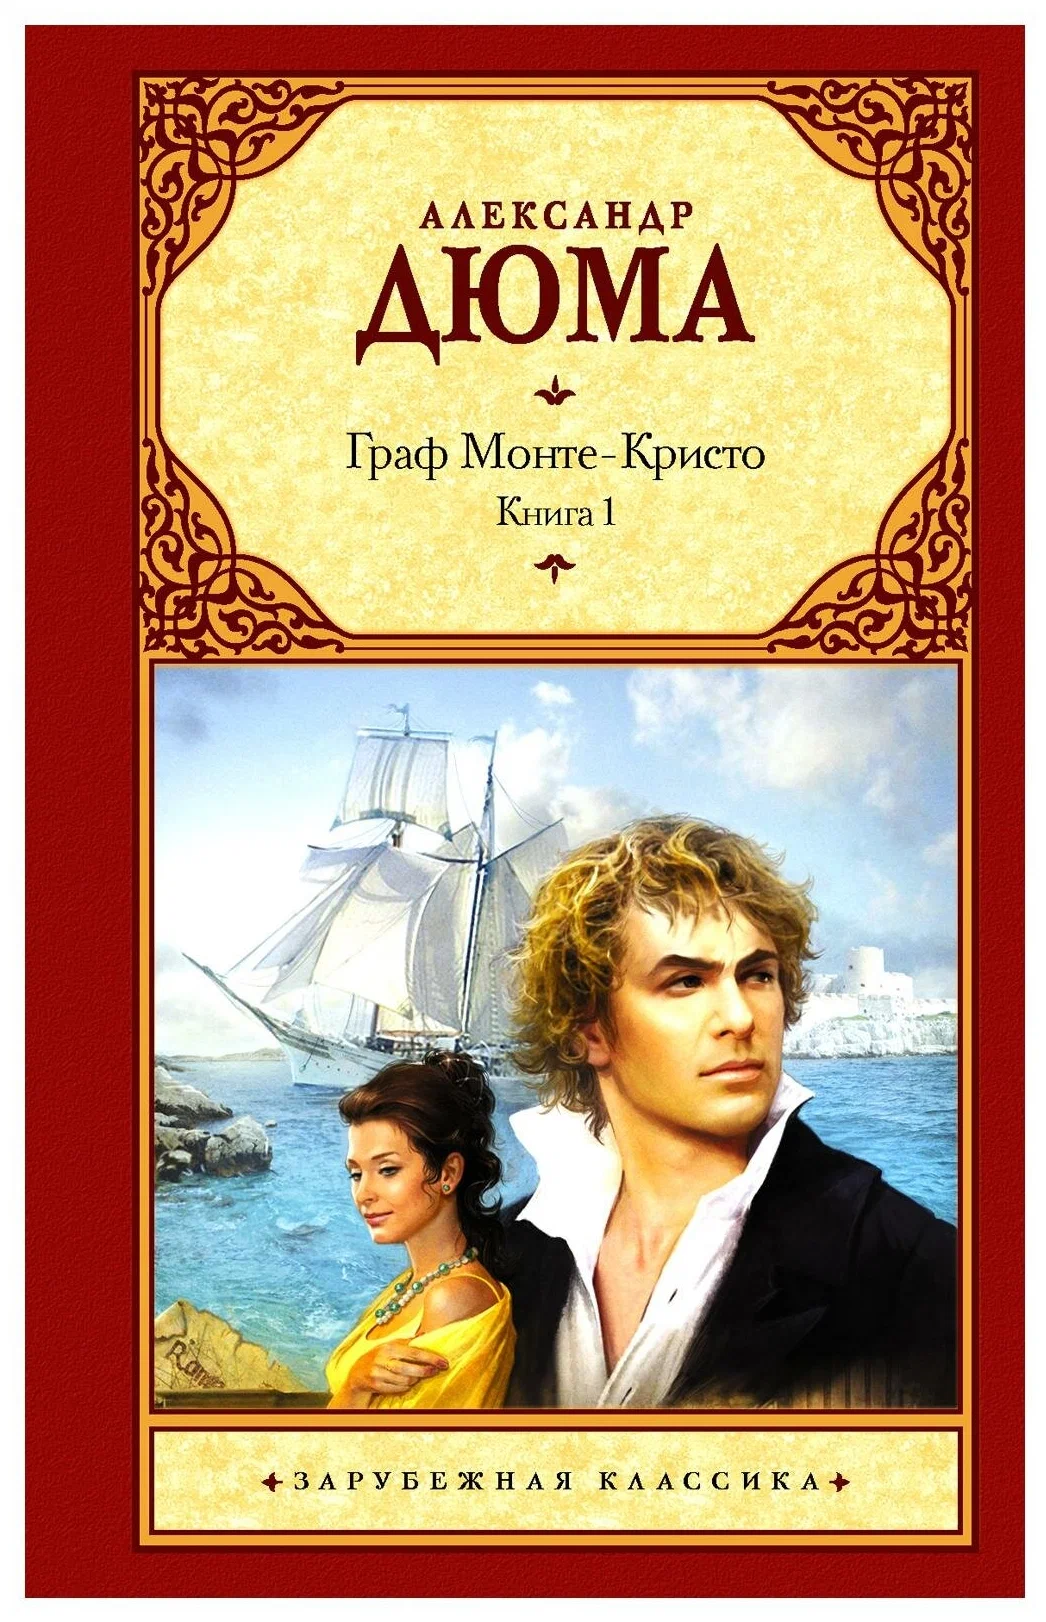 АЛЕКСАНДР
ДЮМА
Граф Монте-Кристо
Книга 1
ЗАРУБЕЖНАЯ КЛАССИКА